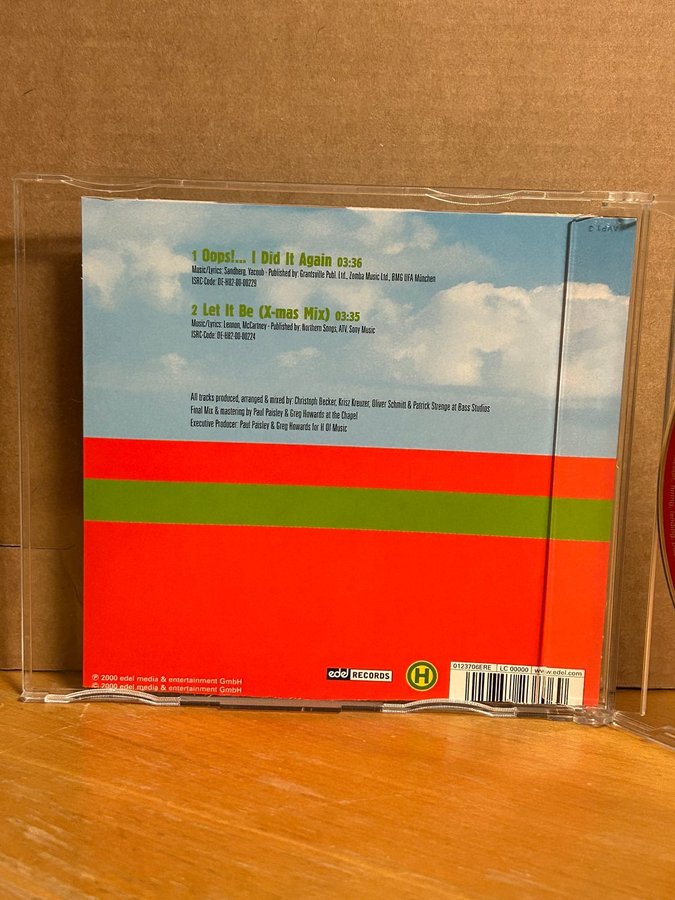 1 Oops!... I Did It Again 03:36
Music/Lyrics: Sandberg, Yacoub - Published by: Grantsville Publ. Ltd., Zomba Music Ltd., BMG UFA München
ISRC-Code: DE-H82-00-00229
2 Let It Be (X-mas Mix) 03:35
Music/Lyrics: Lennon, McCartney - Published by: Northern Songs, ATV, Sony Music
ISRC-Code: DE-H82-00-00224
All tracks produced, arranged & mixed by: Christoph Becker, Krisz Kreuzer, Oliver Schmitt & Patrick Strenge at Bass Studios
Final Mix & mastering by Paul Paisley & Greg Howards at the Chapel
Executive Producer: Paul Paisley & Greg Howards for H Of Music
℗ 2000 edel media & entertainment GmbH
© 2000 edel media & entertainment GmbH
edel RECORDS
H
0123706ERE LC 00000 www.edel.com